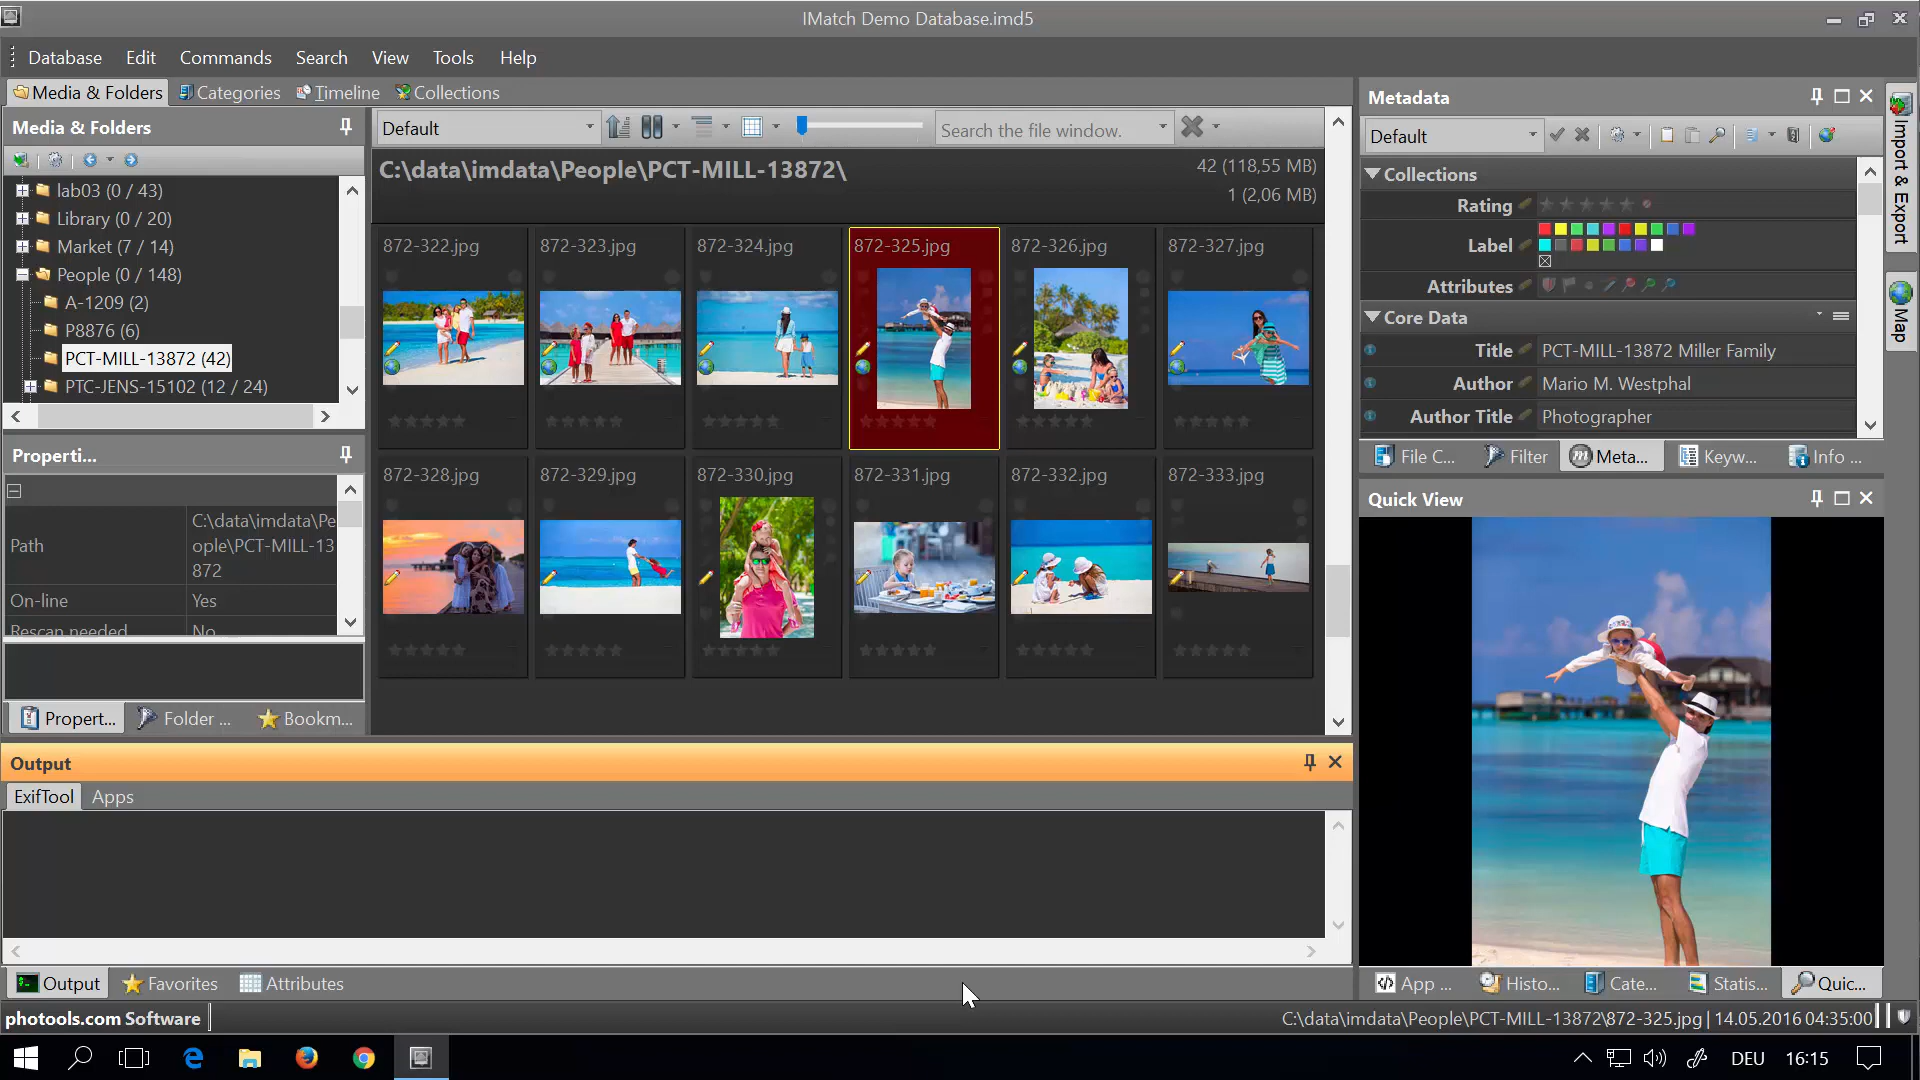 IMatch Demo Database.imd5
Database Edit Commands Search View Tools Help
Media & Folders Categories Timeline Collections
Media & Folders
lab03 (0 / 43)
Library (0 / 20)
Market (7 / 14)
People (0 / 148)
A-1209 (2)
P8876 (6)
PCT-MILL-13872 (42)
PTC-JENS-15102 (12 / 24)
Properti...
Path
C:\data\imdata\Pe
ople\PCT-MILL-13
872
On-line Yes
Rescan needed No
Propert... Folder ... Bookm...
Default
Search the file window.
C:\data\imdata\People\PCT-MILL-13872\
42 (118,55 MB)
1 (2,06 MB)
872-322.jpg 872-323.jpg 872-324.jpg 872-325.jpg 872-326.jpg 872-327.jpg
872-328.jpg 872-329.jpg 872-330.jpg 872-331.jpg 872-332.jpg 872-333.jpg
Output
ExifTool Apps
Output Favorites Attributes
Metadata
Default
Collections
Rating
Label
Attributes
Core Data
Title PCT-MILL-13872 Miller Family
Author Mario M. Westphal
Author Title Photographer
File C... Filter Meta... Keyw... Info ...
Quick View
App ... Histo... Cate... Statis... Quic...
Import & Export
Map
photools.com Software
C:\data\imdata\People\PCT-MILL-13872\872-325.jpg | 14.05.2016 04:35:00
DEU 16:15